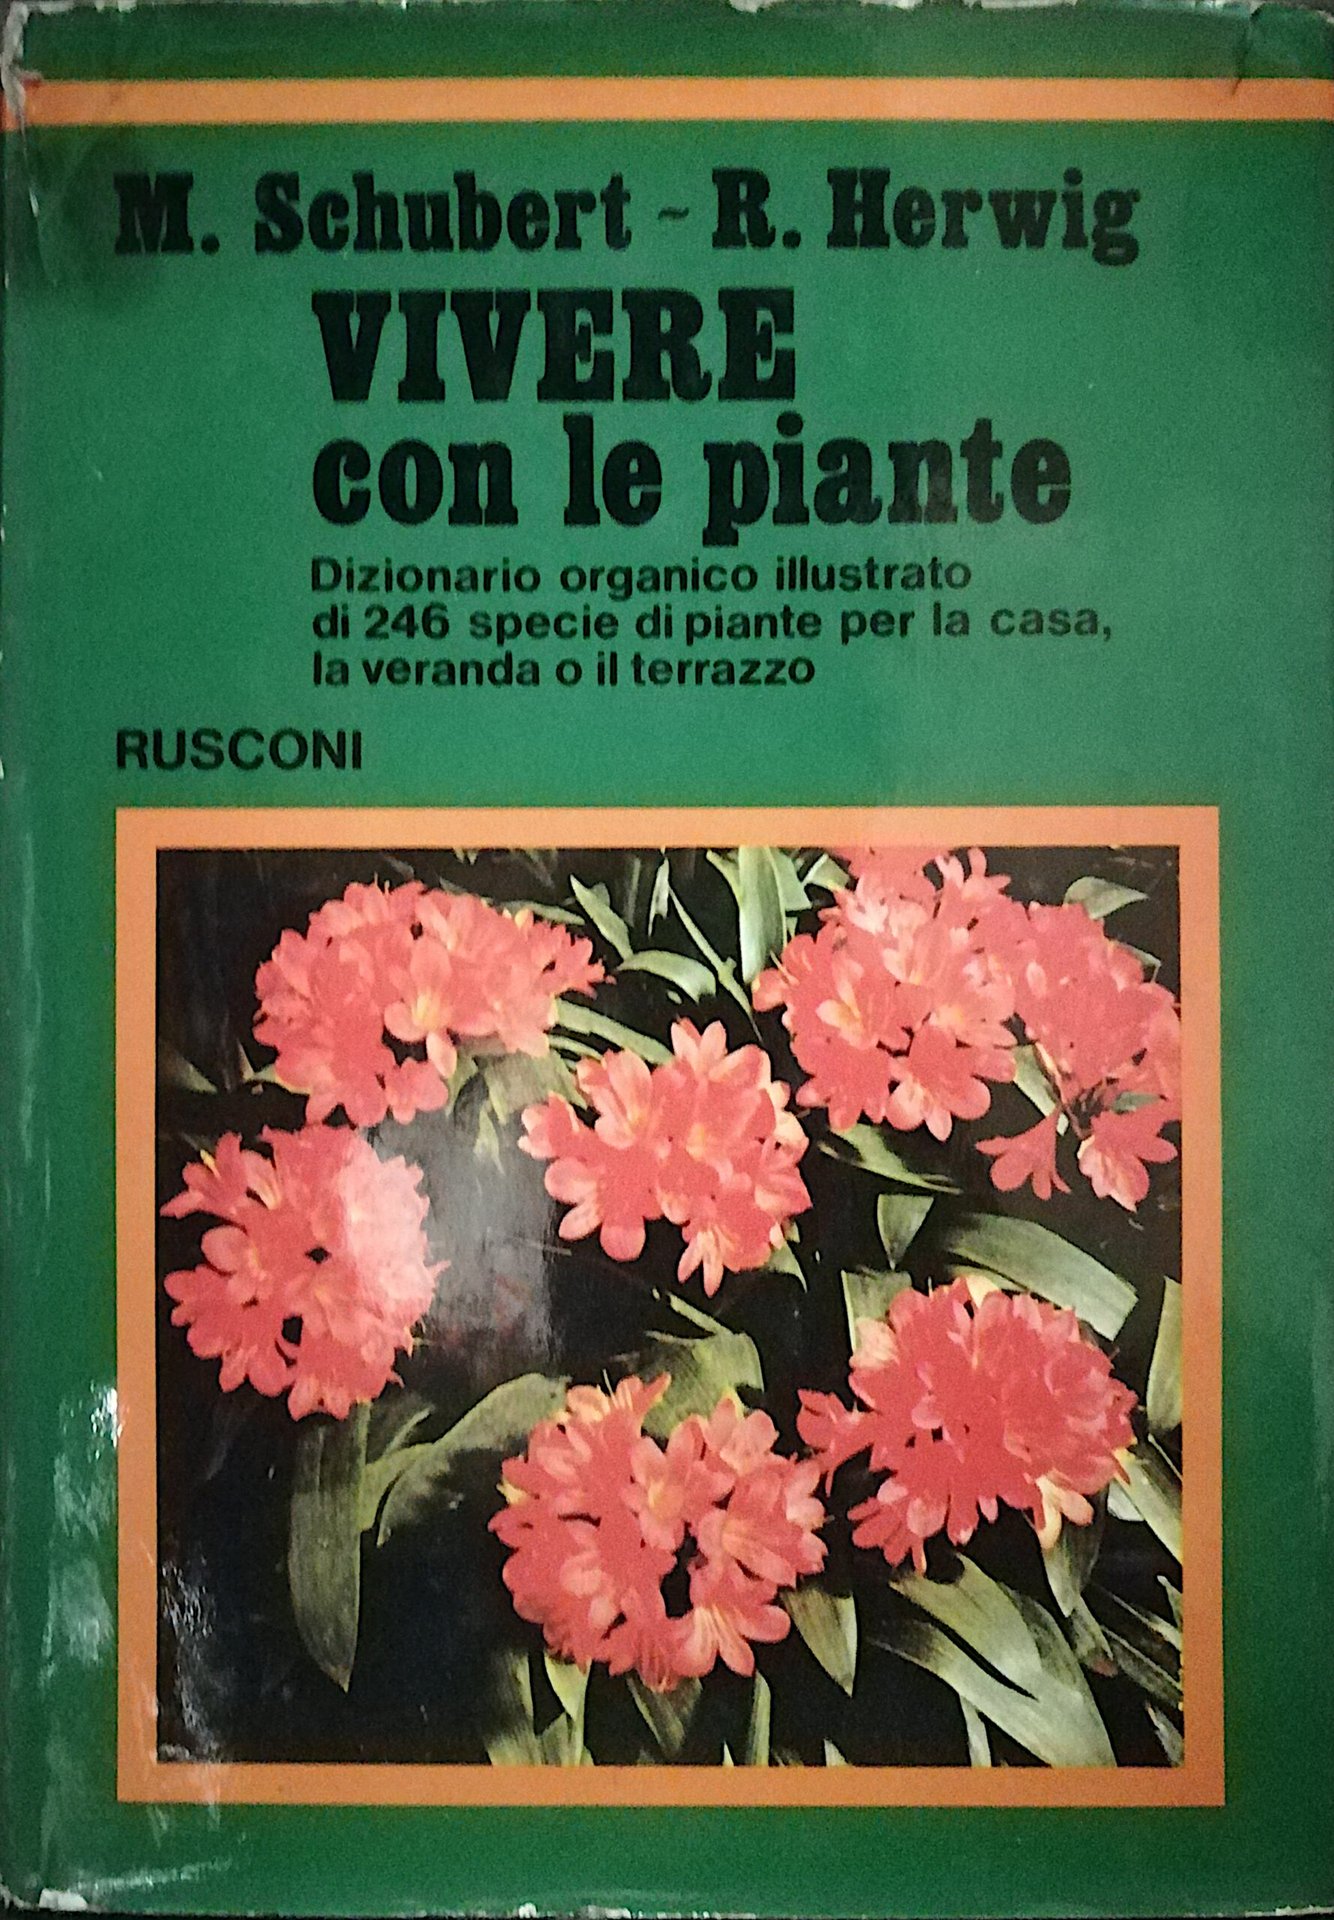 M. Schubert - R. Herwig
VIVERE
con le piante
Dizionario organico illustrato
di 246 specie di piante per la casa,
la veranda o il terrazzo
RUSCONI